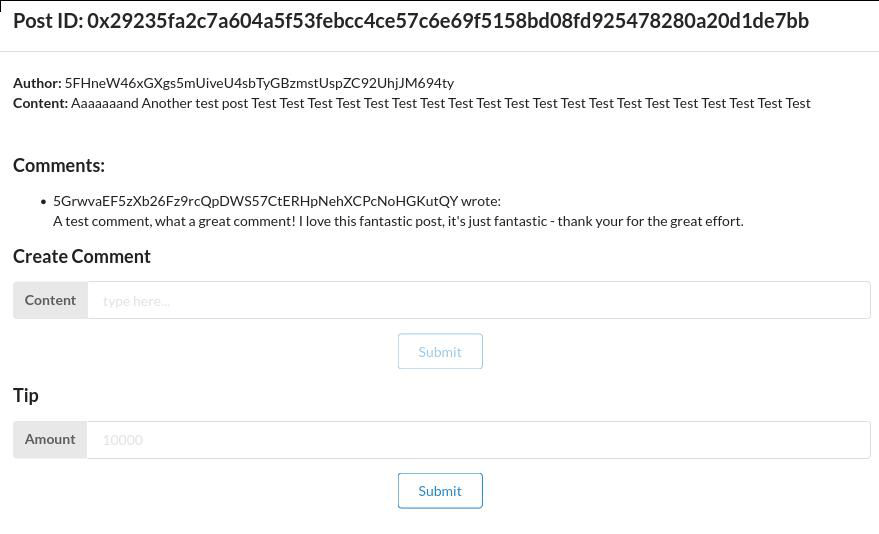 Post ID: 0x29235fa2c7a604a5f53febcc4ce57c6e69f5158bd08fd925478280a20d1de7bb
Author: 5FHneW46xGXgs5mUiveU4sbTyGBzmstUspZC92UhjJM694ty
Content: Aaaaaaand Another test post Test Test Test Test Test Test Test Test Test Test Test Test Test Test Test Test Test Test Test Test
Comments:
• 5GrwvaEF5zXb26Fz9rcQpDWS57CtERHpNehXCPcNoHGKutQY wrote:
A test comment, what a great comment! I love this fantastic post, it's just fantastic - thank your for the great effort.
Create Comment
Content type here...
Submit
Tip
Amount 10000
Submit